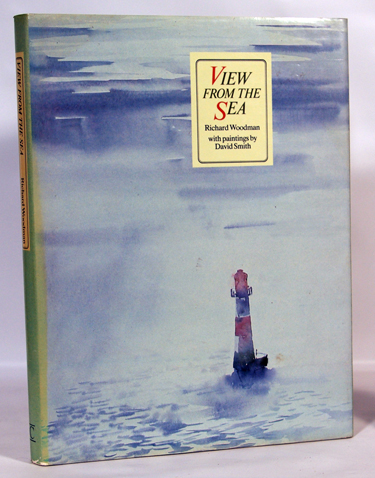 VIEW
FROM THE
SEA
Richard Woodman
with paintings by
David Smith
VIEW FROM THE SEA
Richard Woodman